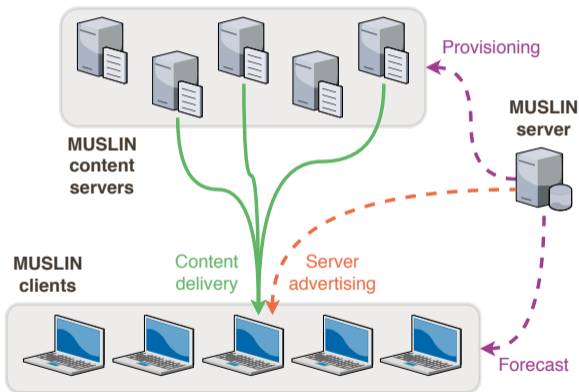 Provisioning
MUSLIN
server
MUSLIN
content
servers
MUSLIN
clients
Content
delivery
Server
advertising
Forecast